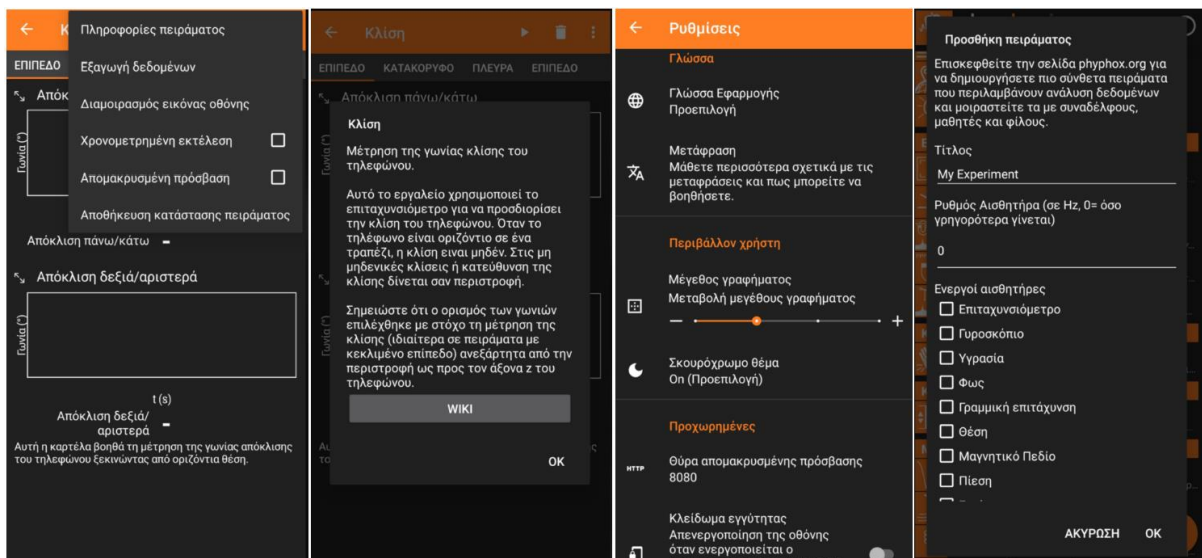 Κ
Πληροφορίες πειράματος
Εξαγωγή δεδομένων
Διαμοιρασμός εικόνας οθόνης
Χρονομετρημένη εκτέλεση
Απομακρυσμένη πρόσβαση
Αποθήκευση κατάστασης πειράματος
ΕΠΙΠΕΔΟ
Απόκ
Γωνία (°)
Απόκλιση πάνω/κάτω -
Απόκλιση δεξιά/αριστερά
Γωνία (°)
t (s)
Απόκλιση δεξιά/
αριστερά -
Αυτή η καρτέλα βοηθά τη μέτρηση της γωνίας απόκλισης
του τηλεφώνου ξεκινώντας από οριζόντια θέση.
Κλίση
ΕΠΙΠΕΔΟ ΚΑΤΑΚΟΡΥΦΟ ΠΛΕΥΡΑ ΕΠΙΠΕΔΟ
Απόκλιση πάνω/κάτω
Κλίση
Μέτρηση της γωνίας κλίσης του
τηλεφώνου.
Αυτό το εργαλείο χρησιμοποιεί το
επιταχυνσιόμετρο για να προσδιορίσει
την κλίση του τηλεφώνου. Όταν το
τηλέφωνο είναι οριζόντιο σε ένα
τραπέζι, η κλίση ειναι μηδέν. Στις μη
μηδενικές κλίσεις ή κατεύθυνση της
κλίσης δίνεται σαν περιστροφή.
Σημειώστε ότι ο ορισμός των γωνιών
επιλέχθηκε με στόχο τη μέτρηση της
κλίσης (ιδιαίτερα σε πειράματα με
κεκλιμένο επίπεδο) ανεξάρτητα από την
περιστροφή ως προς τον άξονα z του
τηλεφώνου.
WIKI
OK
Ρυθμίσεις
Γλώσσα
Γλώσσα Εφαρμογής
Προεπιλογή
Μετάφραση
Μάθετε περισσότερα σχετικά με τις
μεταφράσεις και πως μπορείτε να
βοηθήσετε.
Περιβάλλον χρήστη
Μέγεθος γραφήματος
Μεταβολή μεγέθους γραφήματος
Σκουρόχρωμο θέμα
On (Προεπιλογή)
Προχωρημένες
HTTP
Θύρα απομακρυσμένης πρόσβασης
8080
Κλείδωμα εγγύτητας
Απενεργοποίηση της οθόνης
όταν ενεργοποιείται ο
Προσθήκη πειράματος
Επισκεφθείτε την σελίδα phyphox.org για
να δημιουργήσετε πιο σύνθετα πειράματα
που περιλαμβάνουν ανάλυση δεδομένων
και μοιραστείτε τα με συναδέλφους,
μαθητές και φίλους.
Τίτλος
My Experiment
Ρυθμός Αισθητήρα (σε Hz, 0= όσο
γρηγορότερα γίνεται)
0
Ενεργοί αισθητήρες
Επιταχυνσιόμετρο
Γυροσκόπιο
Υγρασία
Φως
Γραμμική επιτάχυνση
Θέση
Μαγνητικό Πεδίο
Πίεση
ΑΚΥΡΩΣΗ OK